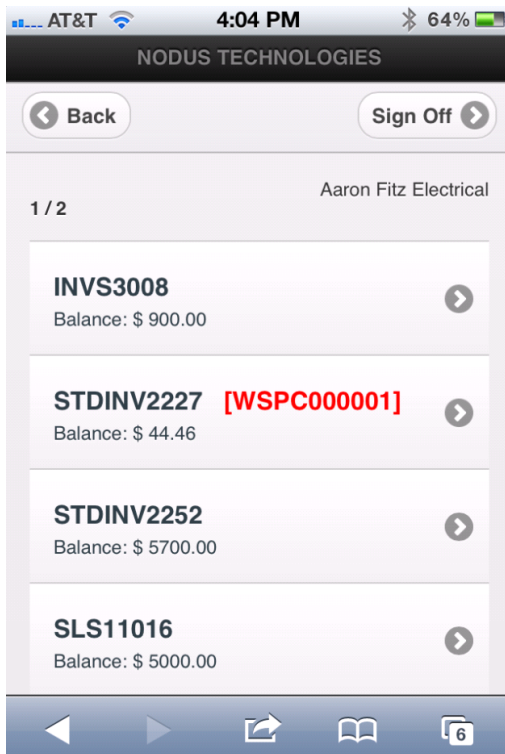 AT&T 4:04 PM 64%
NODUS TECHNOLOGIES
Back Sign Off
Aaron Fitz Electrical
1 / 2
INVS3008
Balance: $ 900.00
STDINV2227 [WSPC000001]
Balance: $ 44.46
STDINV2252
Balance: $ 5700.00
SLS11016
Balance: $ 5000.00
6